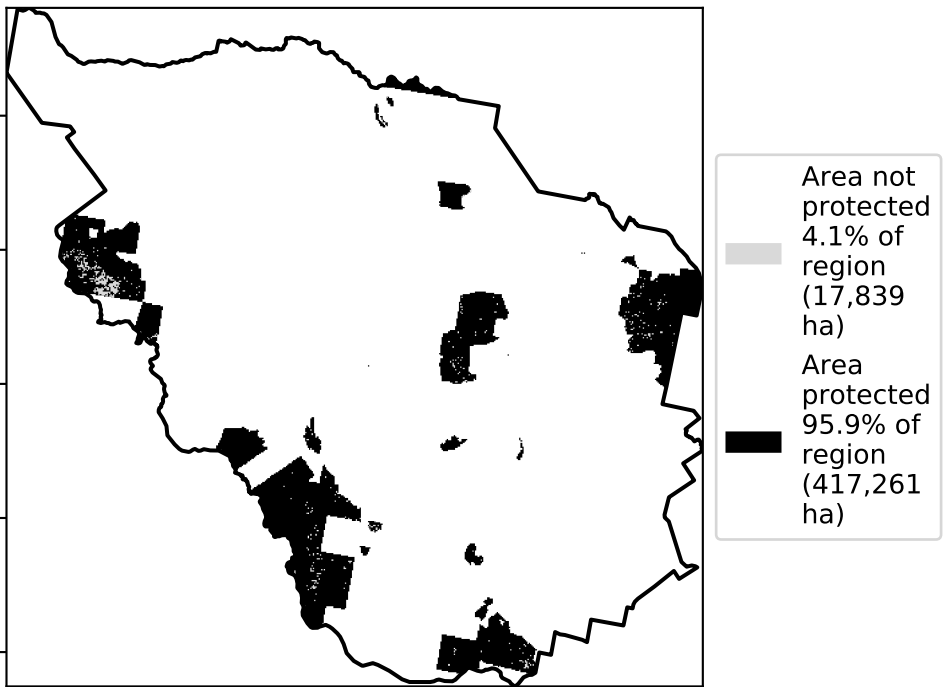 Area not
protected
4.1% of
region
(17,839
ha)
Area
protected
95.9% of
region
(417,261
ha)